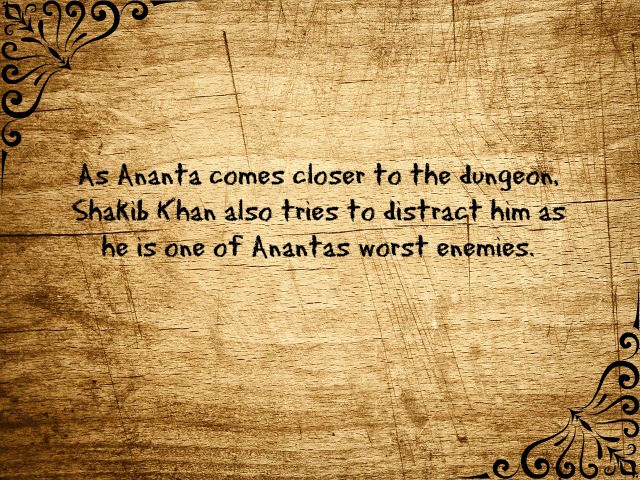 As Ananta comes closer to the dungeon,
Shakib Khan also tries to distract him as
he is one of Anantas worst enemies.